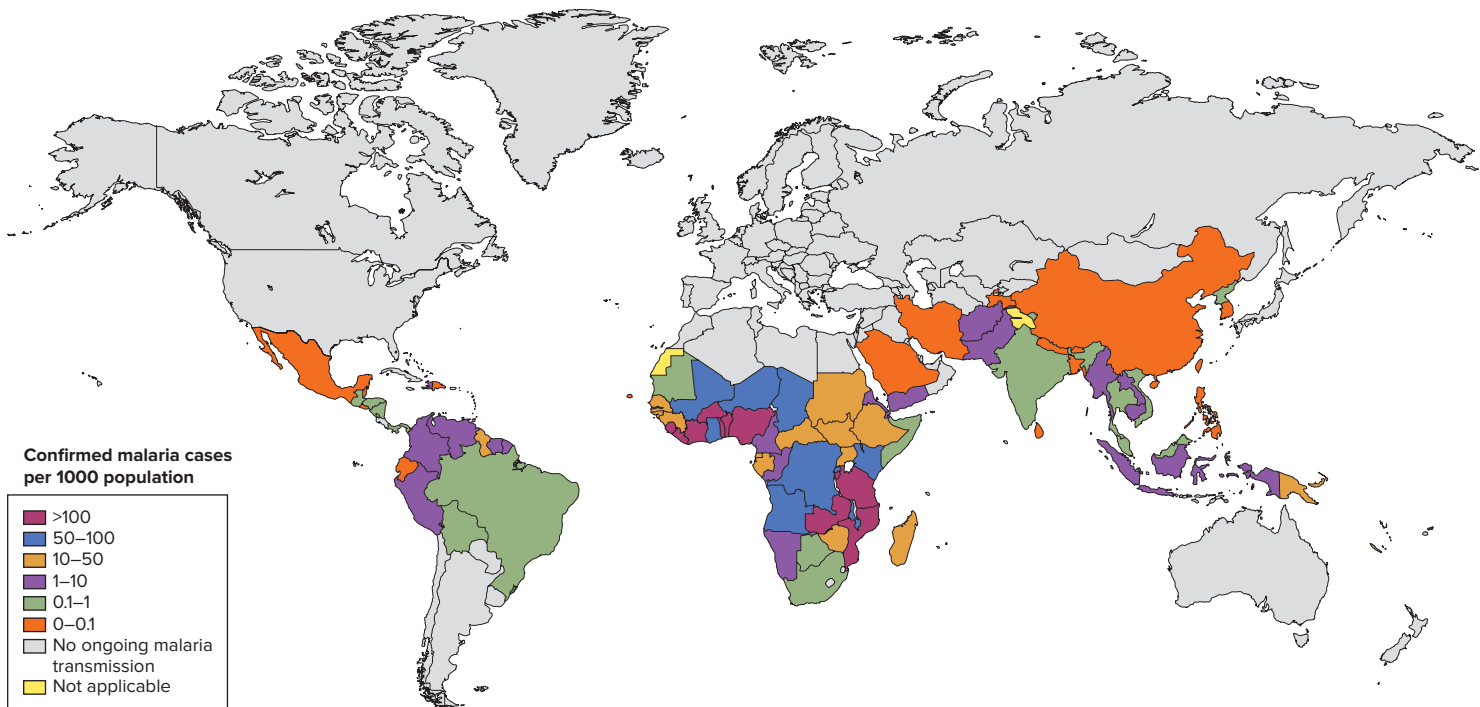 Confirmed malaria cases
per 1000 population
>100
50–100
10–50
1–10
0.1–1
0–0.1
No ongoing malaria
transmission
Not applicable